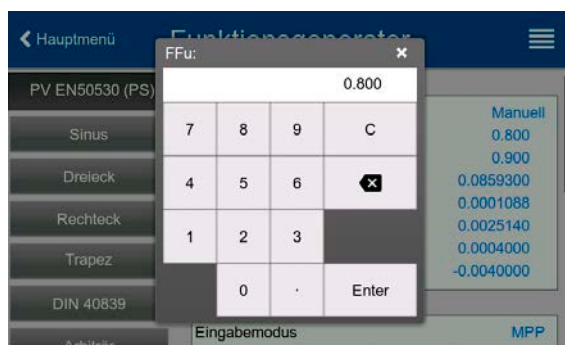 Hauptmenü
Funktionsgenerator
FFu:
0.800
7 8 9 C
4 5 6
1 2 3
0 . Enter
PV EN50530 (PS)
Sinus
Dreieck
Rechteck
Trapez
DIN 40839
Arbiträr
Manuell
0.800
0.900
0.0859300
0.0001088
0.0025140
0.0004000
-0.0040000
Eingabemodus MPP